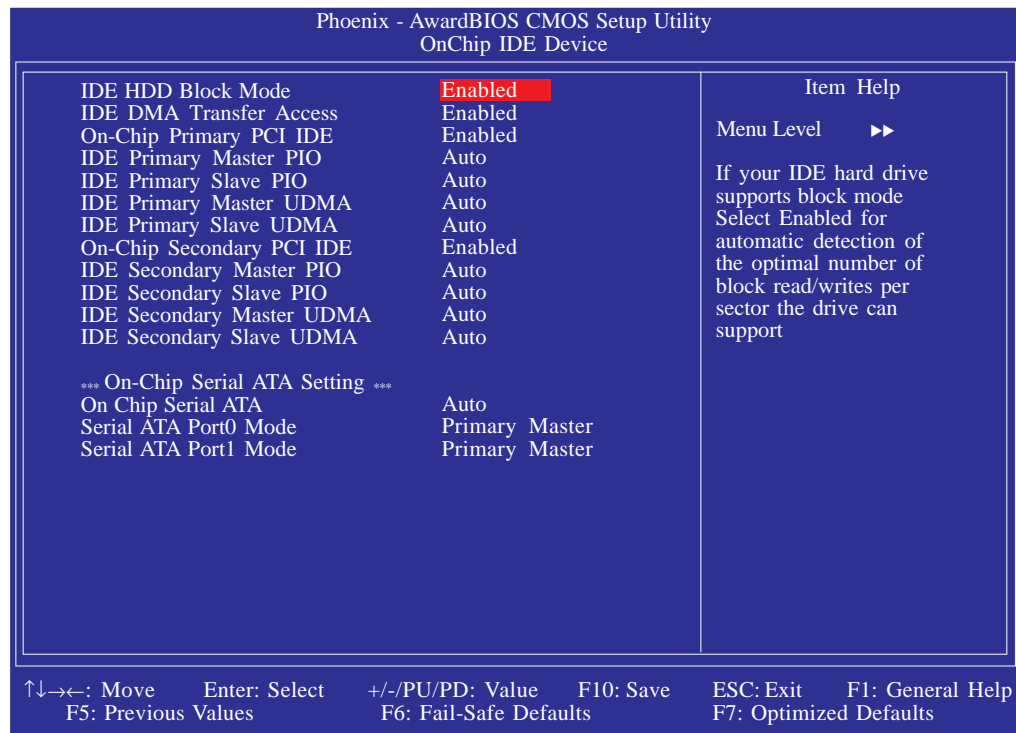 Phoenix - AwardBIOS CMOS Setup Utility
OnChip IDE Device
IDE HDD Block Mode Enabled
IDE DMA Transfer Access Enabled
On-Chip Primary PCI IDE Enabled
IDE Primary Master PIO Auto
IDE Primary Slave PIO Auto
IDE Primary Master UDMA Auto
IDE Primary Slave UDMA Auto
On-Chip Secondary PCI IDE Enabled
IDE Secondary Master PIO Auto
IDE Secondary Slave PIO Auto
IDE Secondary Master UDMA Auto
IDE Secondary Slave UDMA Auto
*** On-Chip Serial ATA Setting ***
On Chip Serial ATA Auto
Serial ATA Port0 Mode Primary Master
Serial ATA Port1 Mode Primary Master
Item Help
Menu Level ▶▶
If your IDE hard drive
supports block mode
Select Enabled for
automatic detection of
the optimal number of
block read/writes per
sector the drive can
support
↑↓→←: Move Enter: Select +/-/PU/PD: Value F10: Save ESC: Exit F1: General Help
F5: Previous Values F6: Fail-Safe Defaults F7: Optimized Defaults